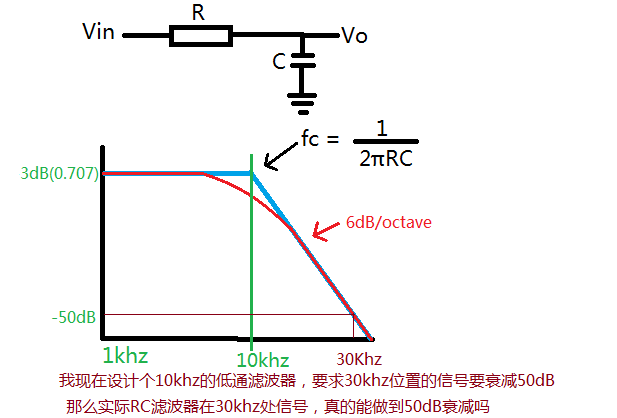 R
Vin
Vo
C
fc = 1
2πRC
3dB(0.707)
6dB/octave
-50dB
1khz
10khz
30Khz
我现在设计个10khz的低通滤波器，要求30khz位置的信号要衰减50dB
那么实际RC滤波器在30khz处信号，真的能做到50dB衰减吗